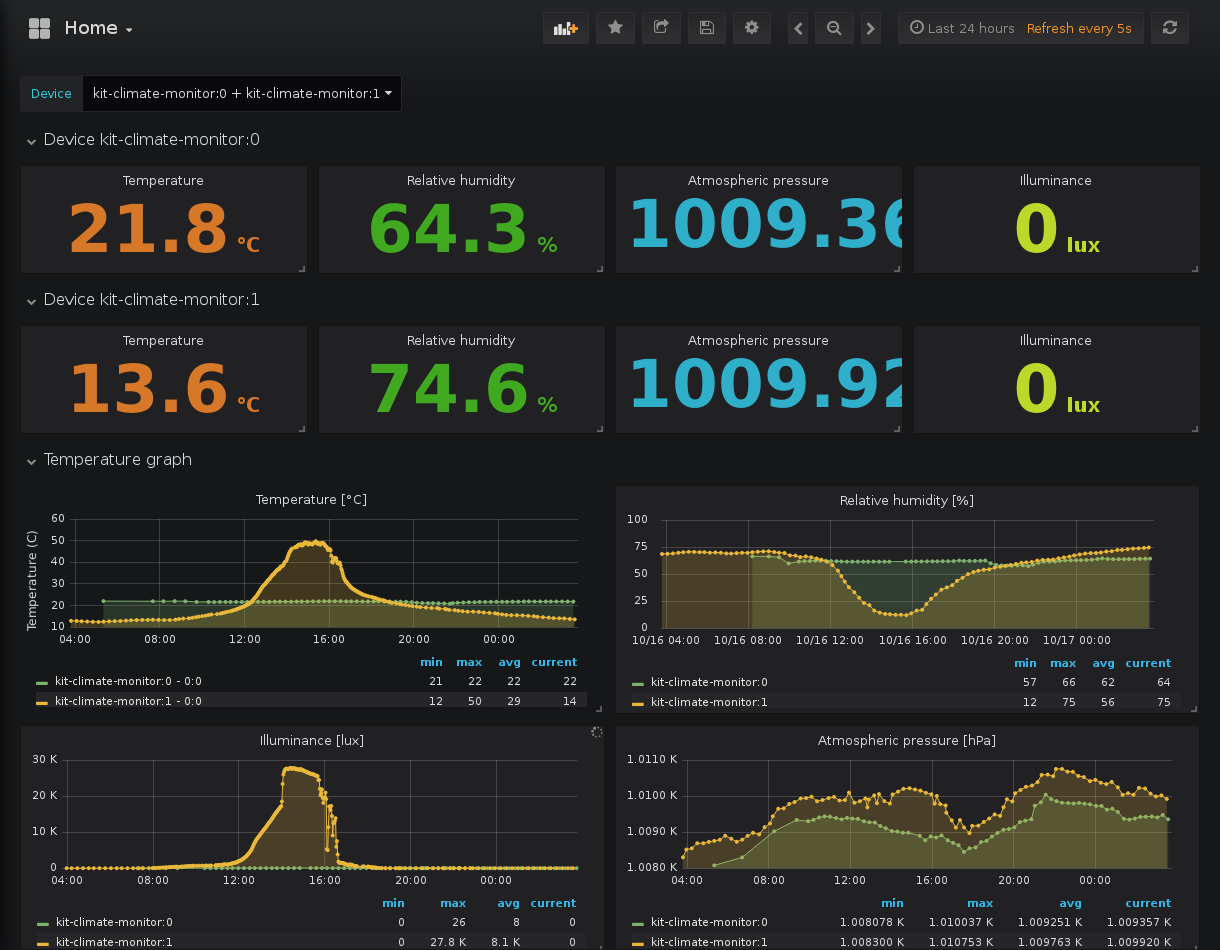 Home
Last 24 hours Refresh every 5s
Device kit-climate-monitor:0 + kit-climate-monitor:1
Device kit-climate-monitor:0
Temperature Relative humidity Atmospheric pressure Illuminance
21.8 °C 64.3 % 1009.36 0 lux
Device kit-climate-monitor:1
Temperature Relative humidity Atmospheric pressure Illuminance
13.6 °C 74.6 % 1009.92 0 lux
Temperature graph
Temperature [°C]
Temperature (C)
60
50
40
30
20
10
04:00 08:00 12:00 16:00 20:00 00:00
min max avg current
kit-climate-monitor:0 - 0:0 21 22 22 22
kit-climate-monitor:1 - 0:0 12 50 29 14
Relative humidity [%]
100
75
50
25
0
10/16 04:00 10/16 08:00 10/16 12:00 10/16 16:00 10/16 20:00 10/17 00:00
min max avg current
kit-climate-monitor:0 57 66 62 64
kit-climate-monitor:1 12 75 56 75
Illuminance [lux]
30 K
20 K
10 K
0
04:00 08:00 12:00 16:00 20:00 00:00
min max avg current
kit-climate-monitor:0 0 26 8 0
kit-climate-monitor:1 0 27.8 K 8.1 K 0
Atmospheric pressure [hPa]
1.0110 K
1.0100 K
1.0090 K
1.0080 K
04:00 08:00 12:00 16:00 20:00 00:00
min max avg current
kit-climate-monitor:0 1.008078 K 1.010037 K 1.009251 K 1.009357 K
kit-climate-monitor:1 1.008300 K 1.010753 K 1.009763 K 1.009920 K